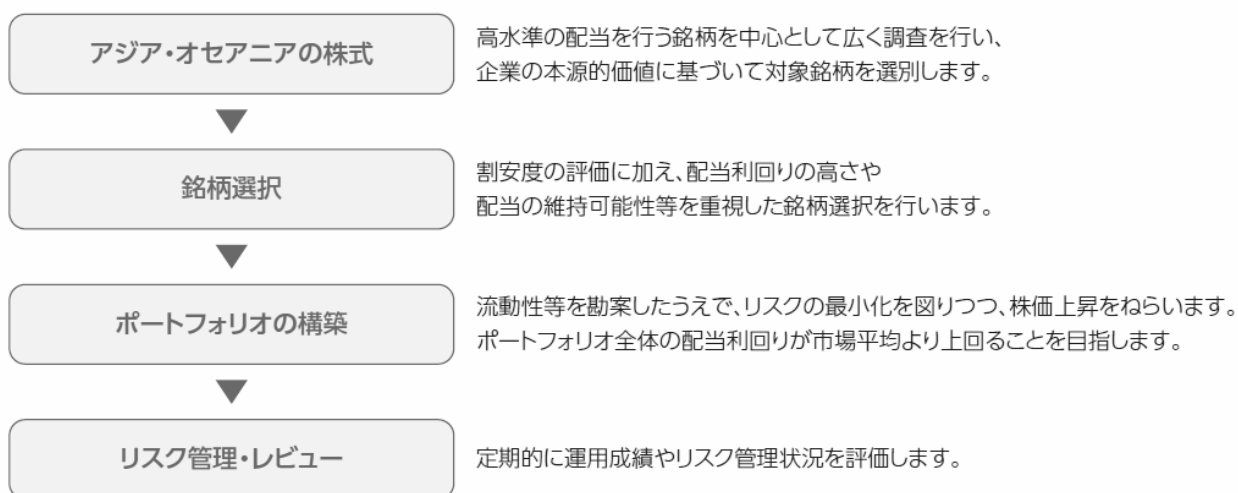 アジア・オセアニアの株式
高水準の配当を行う銘柄を中心として広く調査を行い、
企業の本源的価値に基づいて対象銘柄を選別します。
銘柄選択
割安度の評価に加え、配当利回りの高さや
配当の維持可能性等を重視した銘柄選択を行います。
ポートフォリオの構築
流動性等を勘案したうえで、リスクの最小化を図りつつ、株価上昇をねらいます。
ポートフォリオ全体の配当利回りが市場平均より上回ることを目指します。
リスク管理・レビュー
定期的に運用成績やリスク管理状況を評価します。